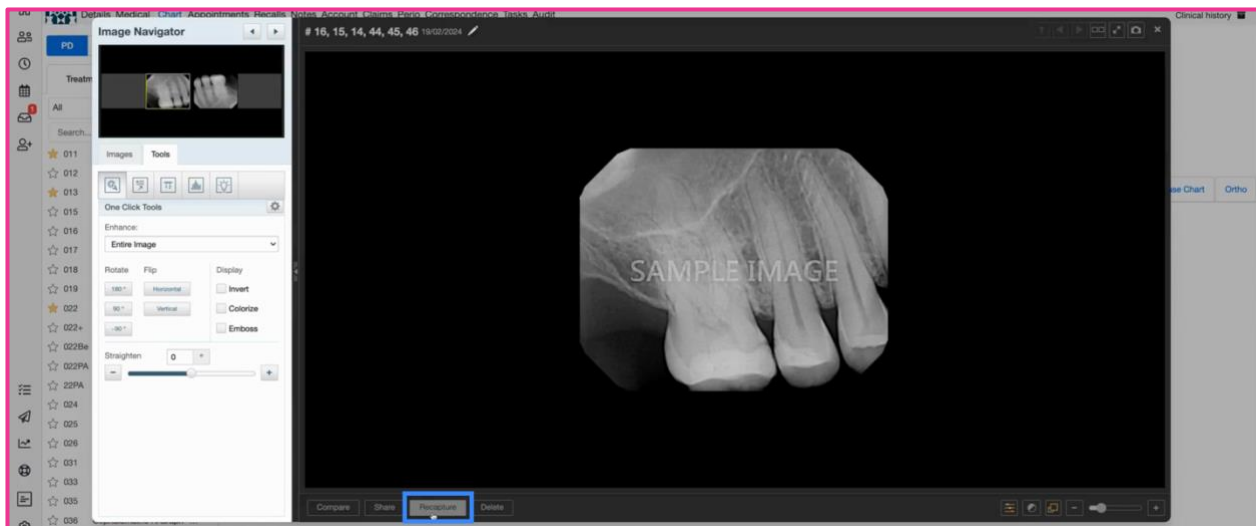 Details Medical Chart Appointments Recalls Notes Account Claims Perio Correspondence Tasks Audit
Clinical history
PD
Treatm
All
Search...
011
012
013
015
016
017
018
019
022
022+
022Be
022PA
22PA
024
025
026
031
033
035
036
1
Image Navigator
Images Tools
One Click Tools
Enhance:
Entire Image
Rotate Flip Display
180° Horizontal Invert
90° Vertical Colorize
-90° Emboss
Straighten 0 °
# 16, 15, 14, 44, 45, 46 19/02/2024
SAMPLE IMAGE
Compare Share Recapture Delete
se Chart Ortho